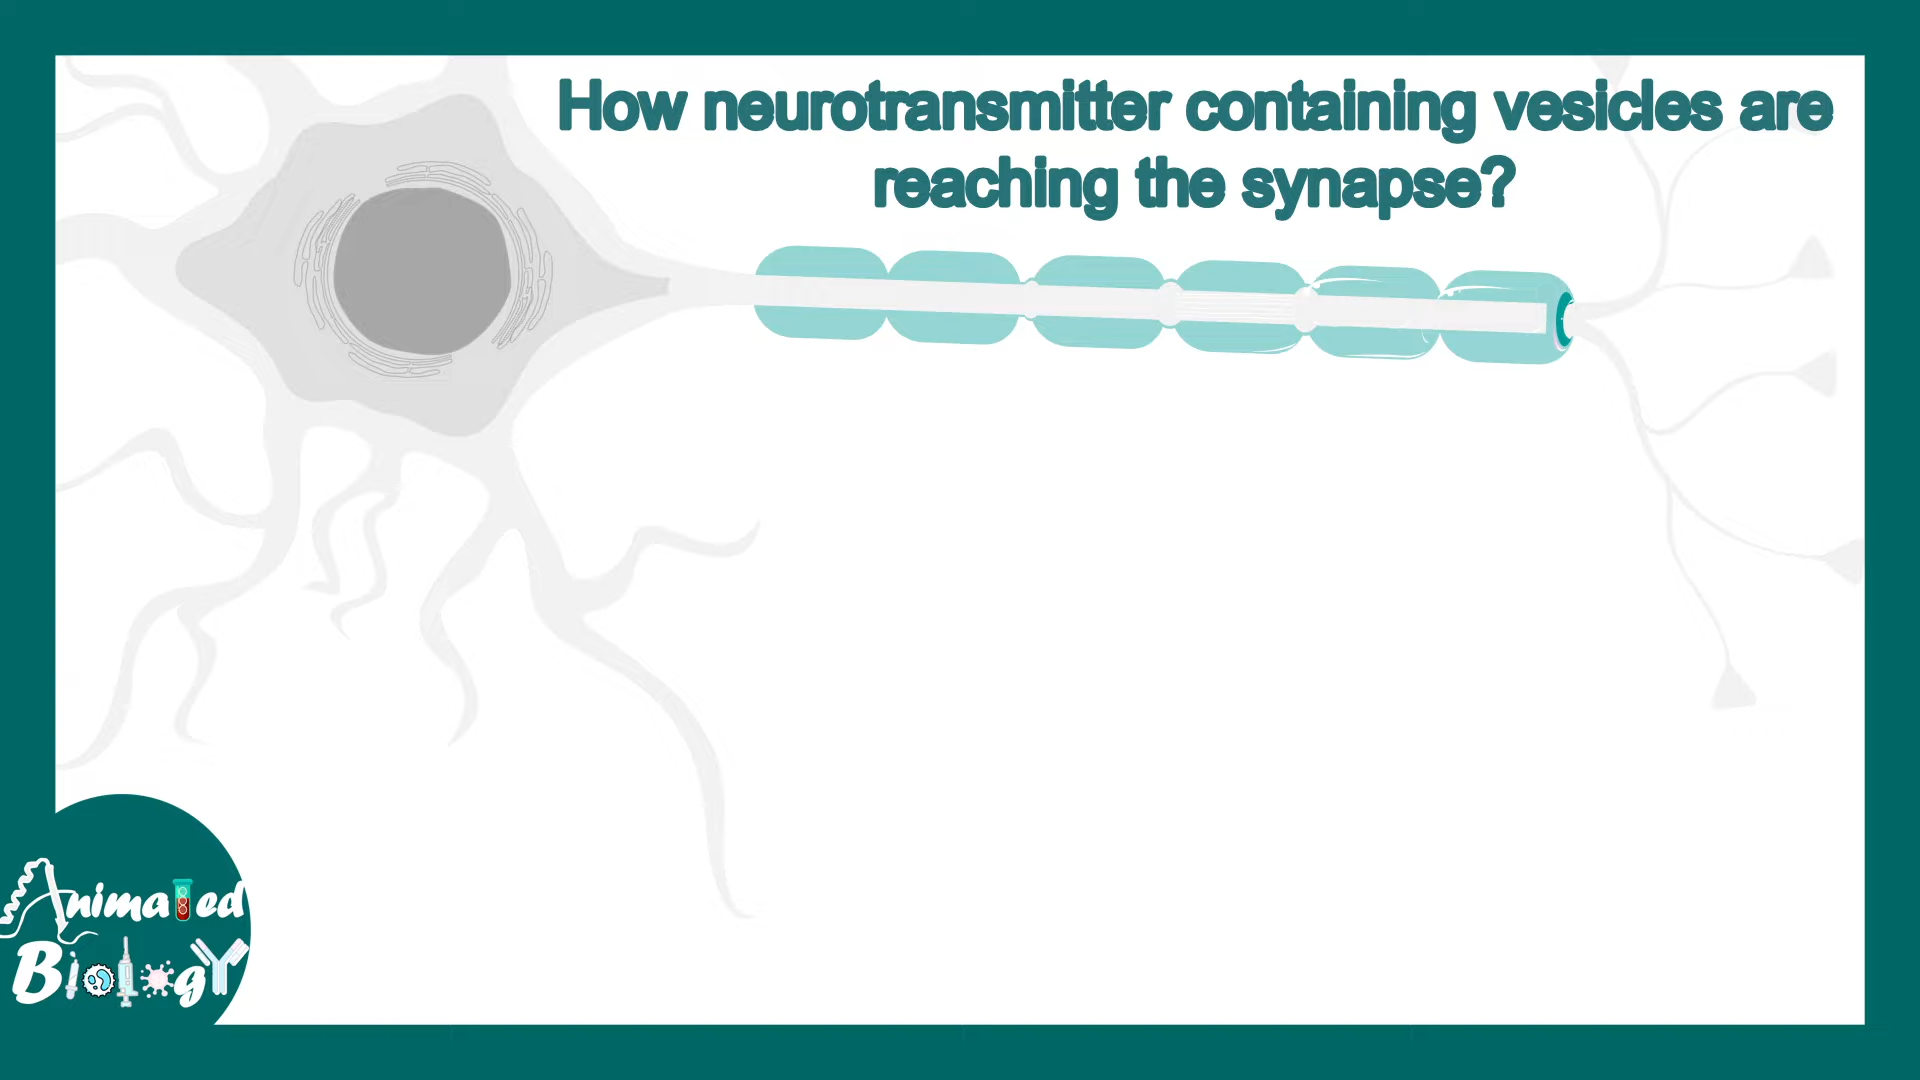 How neurotransmitter containing vesicles are
reaching the synapse?
Animated
Biology